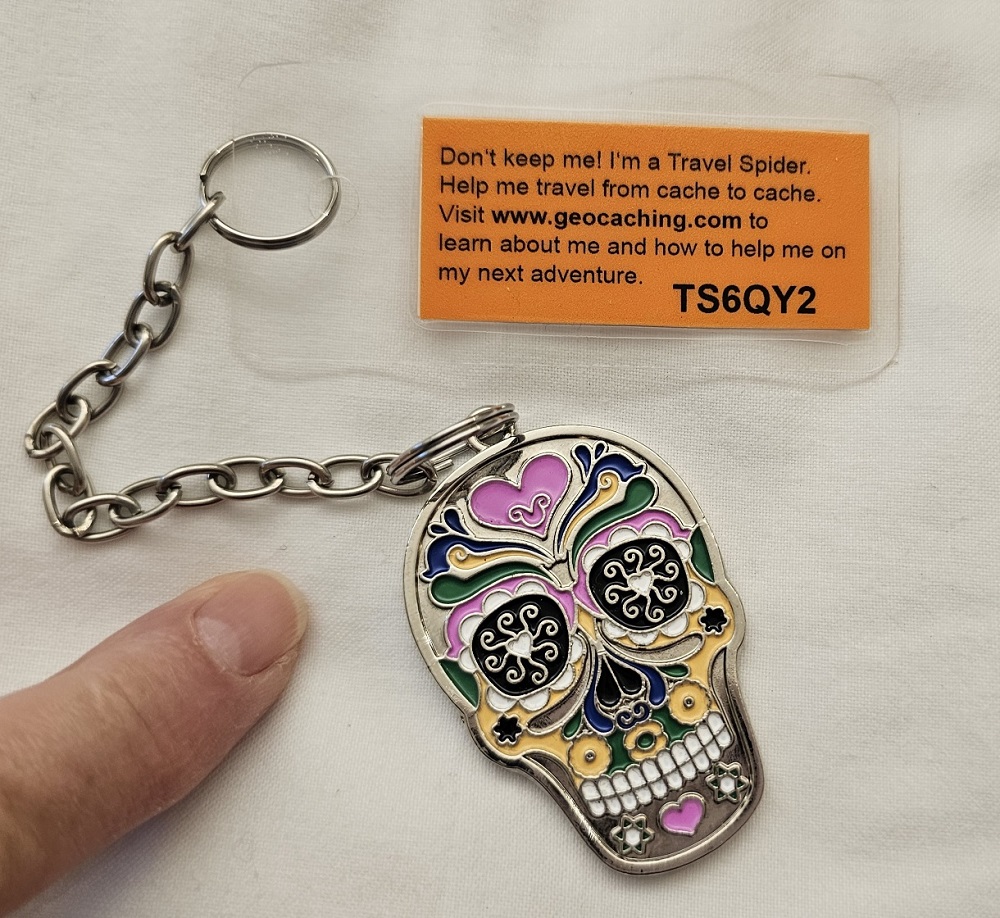 Don't keep me! I'm a Travel Spider.
Help me travel from cache to cache.
Visit www.geocaching.com to
learn about me and how to help me on
my next adventure.
TS6QY2